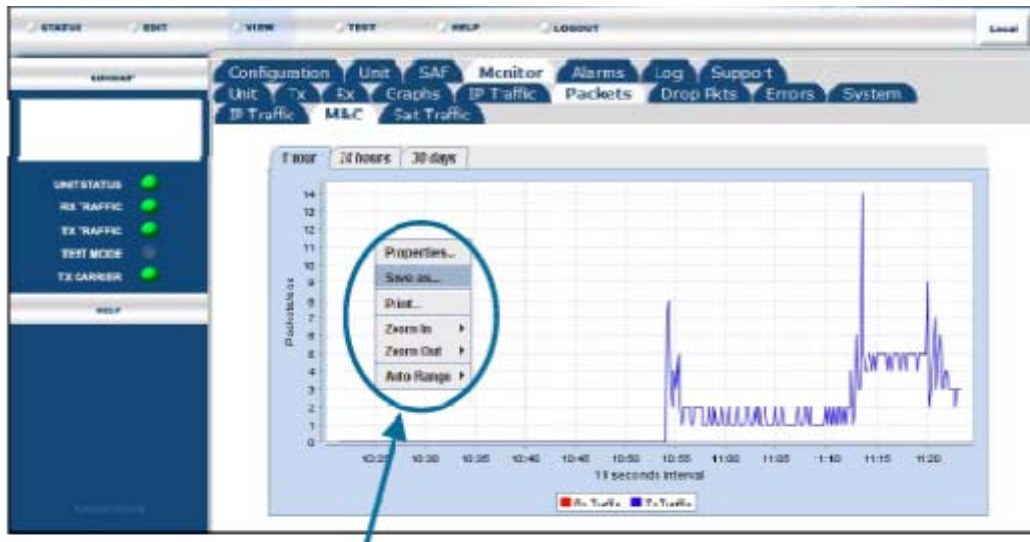 STATUS EDIT VIEW TEST HELP LOGOUT Local
SUMMARY
Configuration Unit SAF Monitor Alarms Log Support
Unit Tx Rx Graphs IP Traffic Packets Drop Pkts Errors System
IP Traffic M&C Sat Traffic
1 hour 24 hours 30 days
UNIT STATUS
RX TRAFFIC
TX TRAFFIC
TEST MODE
TX CARRIER
HELP
Properties...
Save as...
Print...
Zoom In
Zoom Out
Auto Range
14
13
12
11
10
9
8
7
6
5
4
3
2
1
0
10:25 10:30 10:35 10:40 10:45 10:50 10:55 11:00 11:05 11:10 11:15 11:20
seconds interval
Rx Traffic Tx Traffic